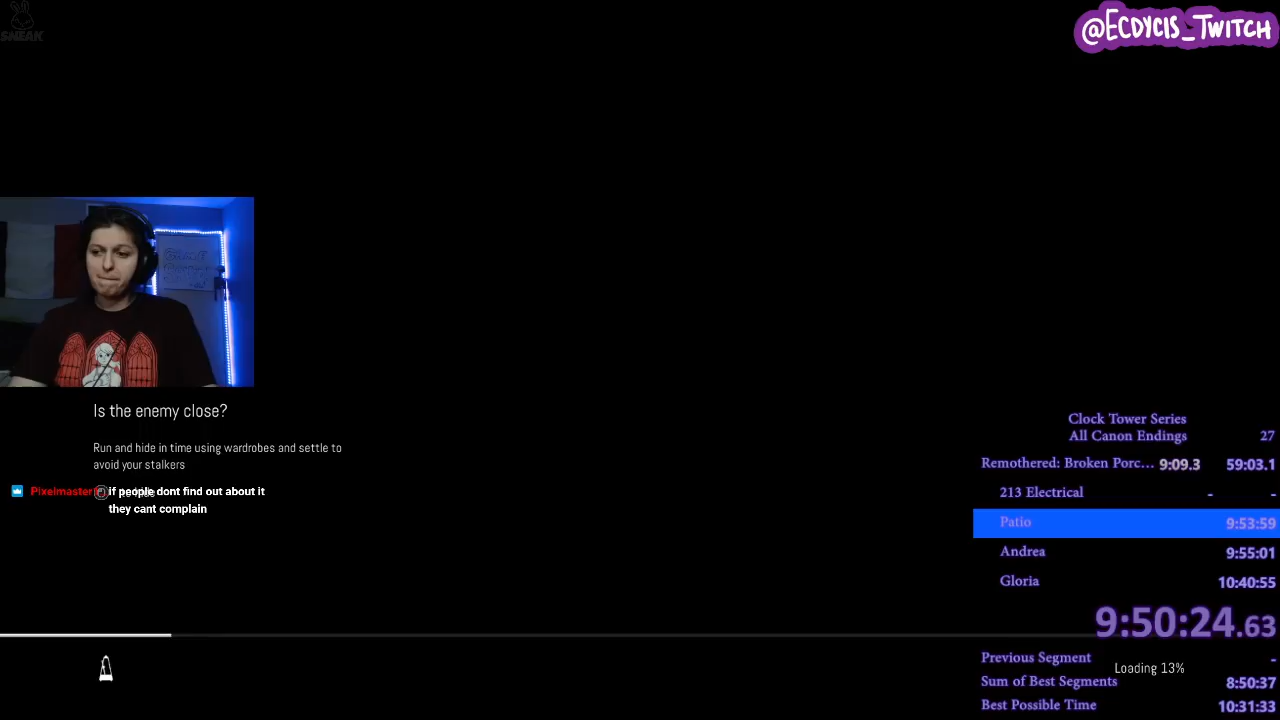 SNEAK
@ECDYCIS_TWITCH
Is the enemy close?
Run and hide in time using wardrobes and settle to
avoid your stalkers
Pixelmaster if people dont find out about it
they cant complain
Clock Tower Series
All Canon Endings 27
Remothered: Broken Porc... 9:09.3 59:03.1
213 Electrical - -
Patio 9:53:59
Andrea 9:55:01
Gloria 10:40:55
9:50:24.63
Previous Segment -
Loading 13%
Sum of Best Segments 8:50:37
Best Possible Time 10:31:33